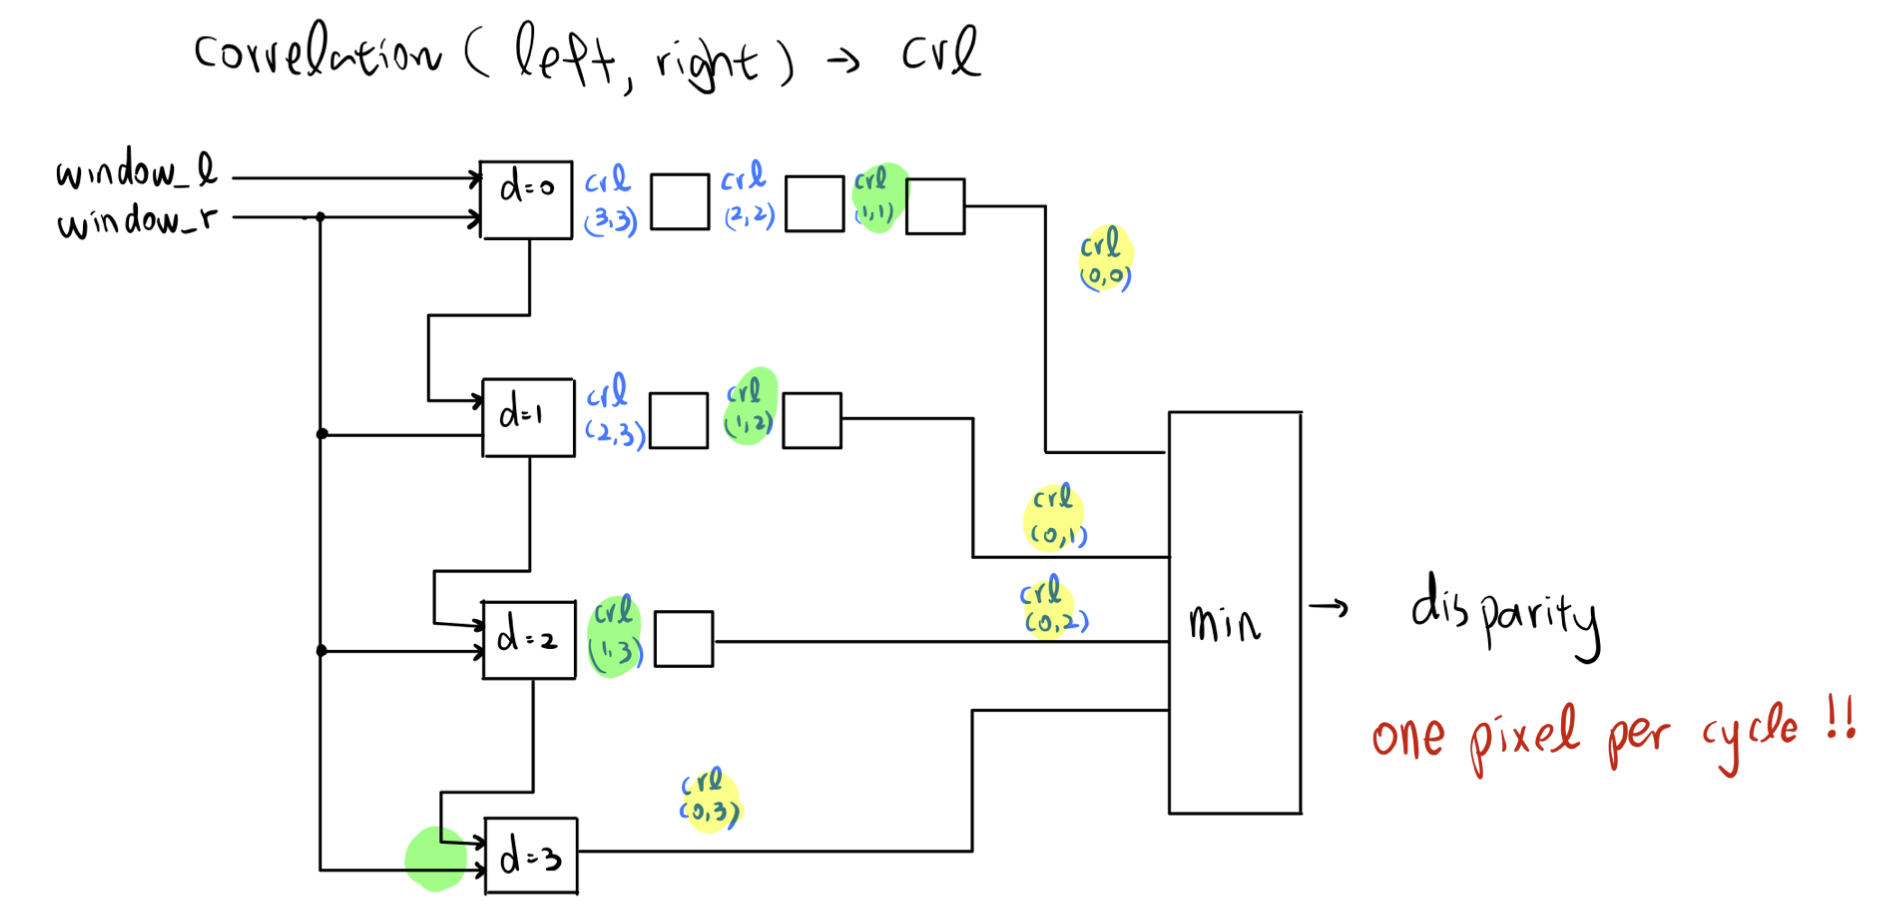 correlation ( left, right ) → crl
window_l
window_r
d=0
crl
(3,3)
crl
(2,2)
crl
(1,1)
crl
(0,0)
d=1
crl
(2,3)
crl
(1,2)
crl
(0,1)
d=2
crl
(1,3)
crl
(0,2)
min
→ disparity
one pixel per cycle !!
crl
(0,3)
d=3